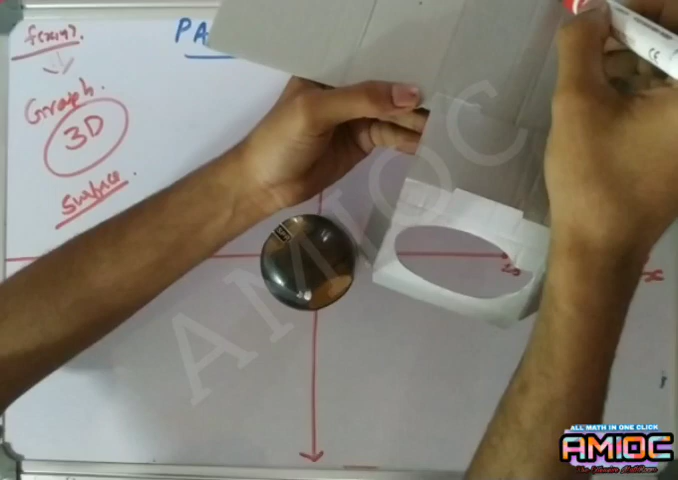 f(x,y).
PA
Graph.
3D
Surface.
x
AMIOC
ALL MATH IN ONE CLICK
AMIOC